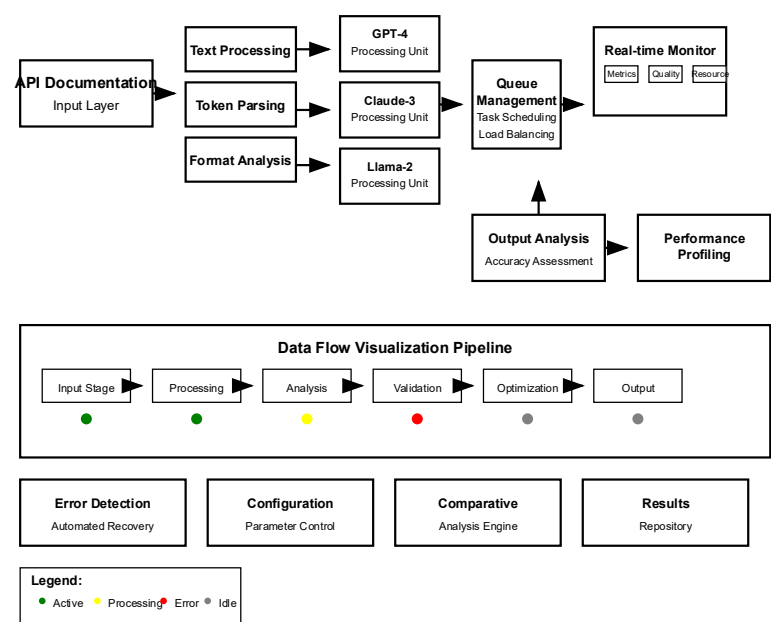 API Documentation
Input Layer
Text Processing
Token Parsing
Format Analysis
GPT-4
Processing Unit
Claude-3
Processing Unit
Llama-2
Processing Unit
Queue
Management
Task Scheduling
Load Balancing
Real-time Monitor
Metrics
Quality
Resource
Output Analysis
Accuracy Assessment
Performance
Profiling
Data Flow Visualization Pipeline
Input Stage
Processing
Analysis
Validation
Optimization
Output
Error Detection
Automated Recovery
Configuration
Parameter Control
Comparative
Analysis Engine
Results
Repository
Legend:
Active
Processing
Error
Idle